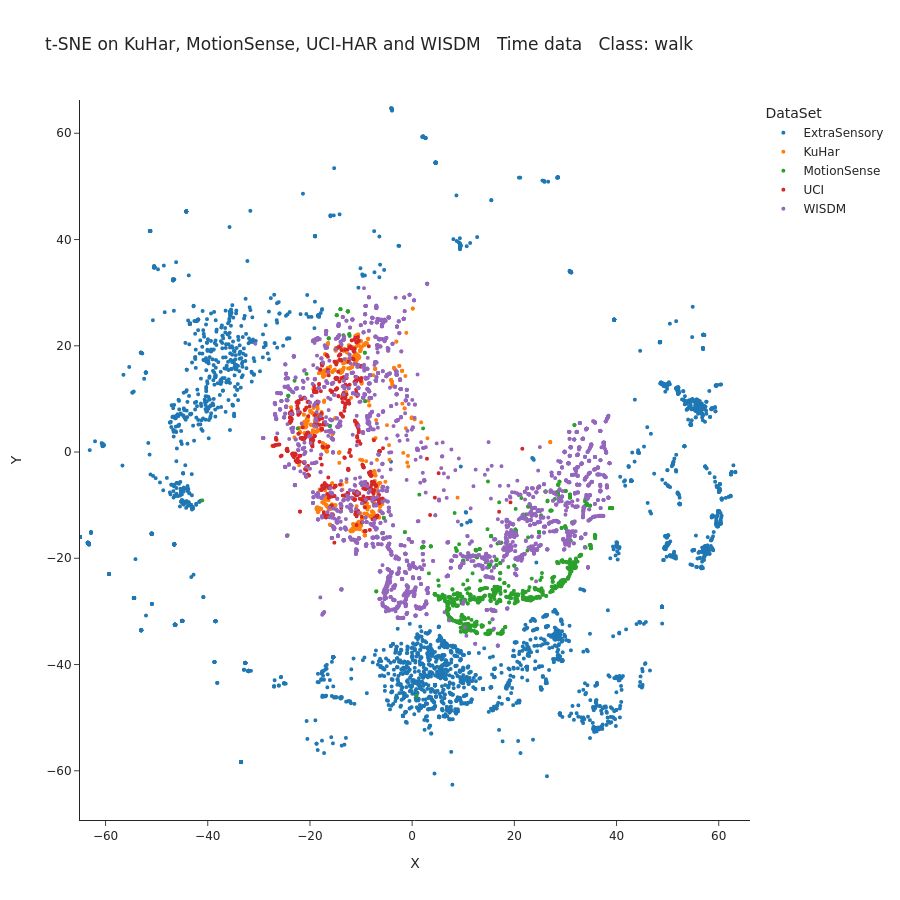 t-SNE on KuHar, MotionSense, UCI-HAR and WISDM   Time data   Class: walk
DataSet
ExtraSensory
KuHar
MotionSense
UCI
WISDM
60
40
20
0
−20
−40
−60
Y
−60 −40 −20 0 20 40 60
X